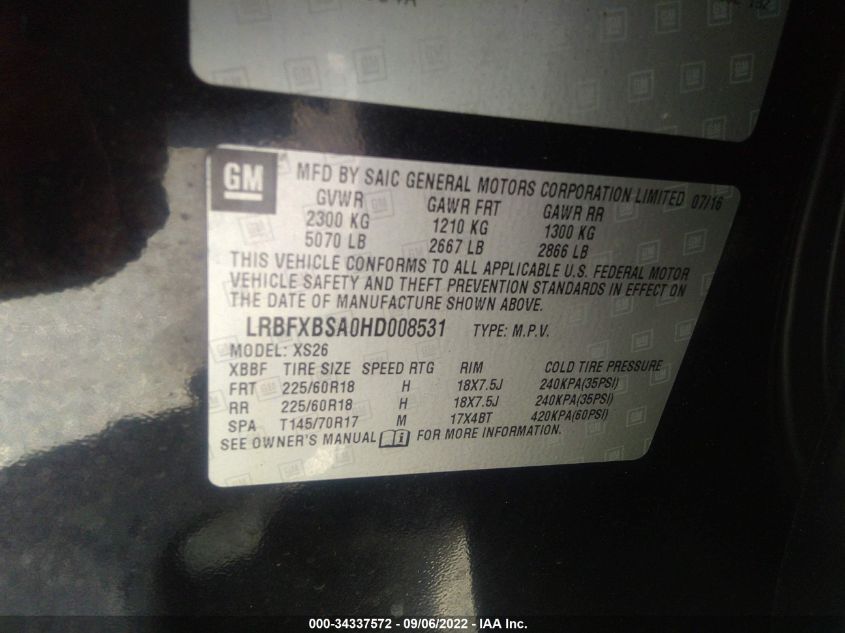 GM MFD BY SAIC GENERAL MOTORS CORPORATION LIMITED 07/16
GVWR GAWR FRT GAWR RR
2300 KG 1210 KG 1300 KG
5070 LB 2667 LB 2866 LB
THIS VEHICLE CONFORMS TO ALL APPLICABLE U.S. FEDERAL MOTOR
VEHICLE SAFETY AND THEFT PREVENTION STANDARDS IN EFFECT ON
THE DATE OF MANUFACTURE SHOWN ABOVE.
LRBFXBSA0HD008531 TYPE: M.P.V.
MODEL: XS26
XBBF TIRE SIZE SPEED RTG RIM COLD TIRE PRESSURE
FRT 225/60R18 H 18X7.5J 240KPA(35PSI)
RR 225/60R18 H 18X7.5J 240KPA(35PSI)
SPA T145/70R17 M 17X4BT 420KPA(60PSI)
SEE OWNER'S MANUAL FOR MORE INFORMATION.
000-34337572 - 09/06/2022 - IAA Inc.